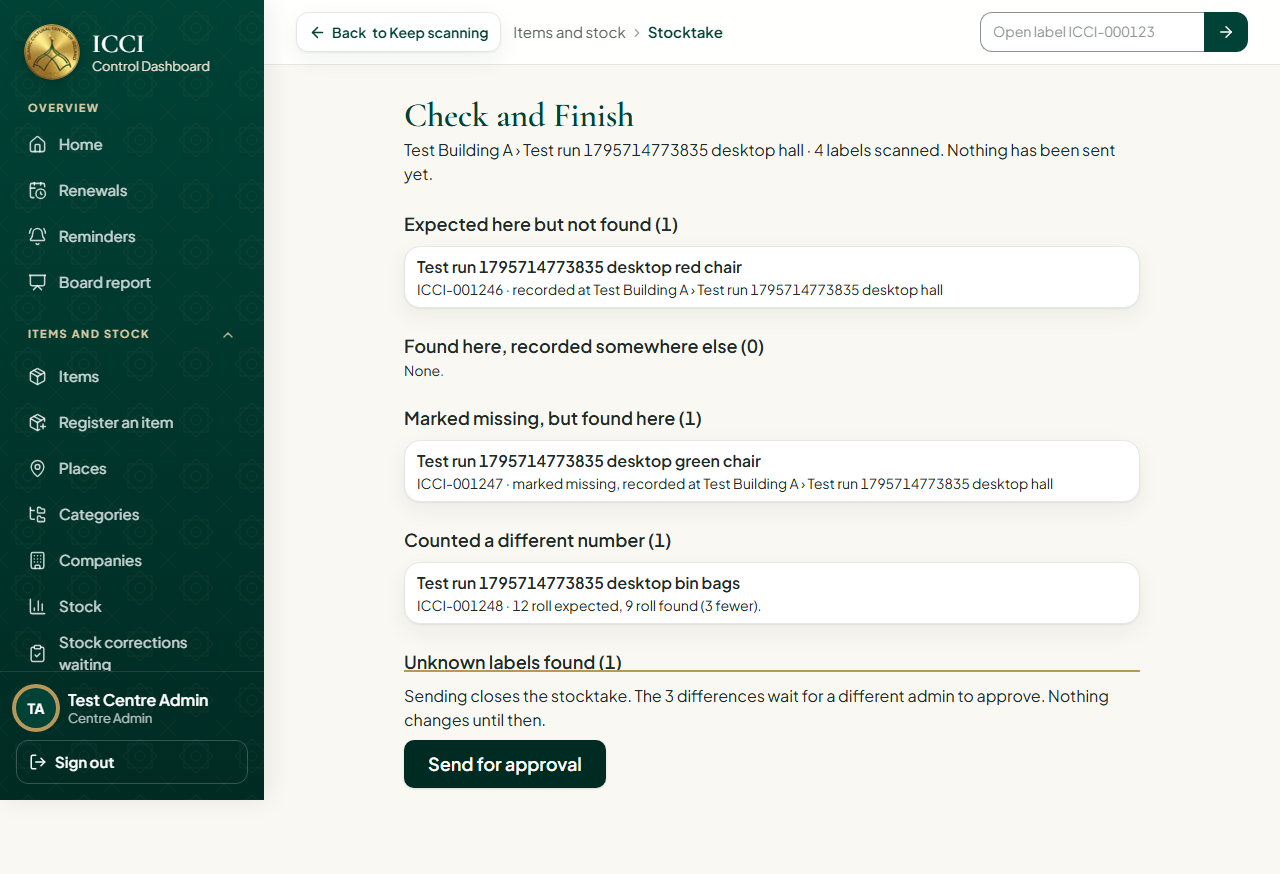 ICCI
Control Dashboard
OVERVIEW
Home
Renewals
Reminders
Board report
ITEMS AND STOCK
Items
Register an item
Places
Categories
Companies
Stock
Stock corrections
waiting
TA
Test Centre Admin
Centre Admin
Sign out
Back to Keep scanning
Items and stock › Stocktake
Open label ICCI-000123
Check and Finish
Test Building A › Test run 1795714773835 desktop hall · 4 labels scanned. Nothing has been sent
yet.
Expected here but not found (1)
Test run 1795714773835 desktop red chair
ICCI-001246 · recorded at Test Building A › Test run 1795714773835 desktop hall
Found here, recorded somewhere else (0)
None.
Marked missing, but found here (1)
Test run 1795714773835 desktop green chair
ICCI-001247 · marked missing, recorded at Test Building A › Test run 1795714773835 desktop hall
Counted a different number (1)
Test run 1795714773835 desktop bin bags
ICCI-001248 · 12 roll expected, 9 roll found (3 fewer).
Unknown labels found (1)
Sending closes the stocktake. The 3 differences wait for a different admin to approve. Nothing
changes until then.
Send for approval